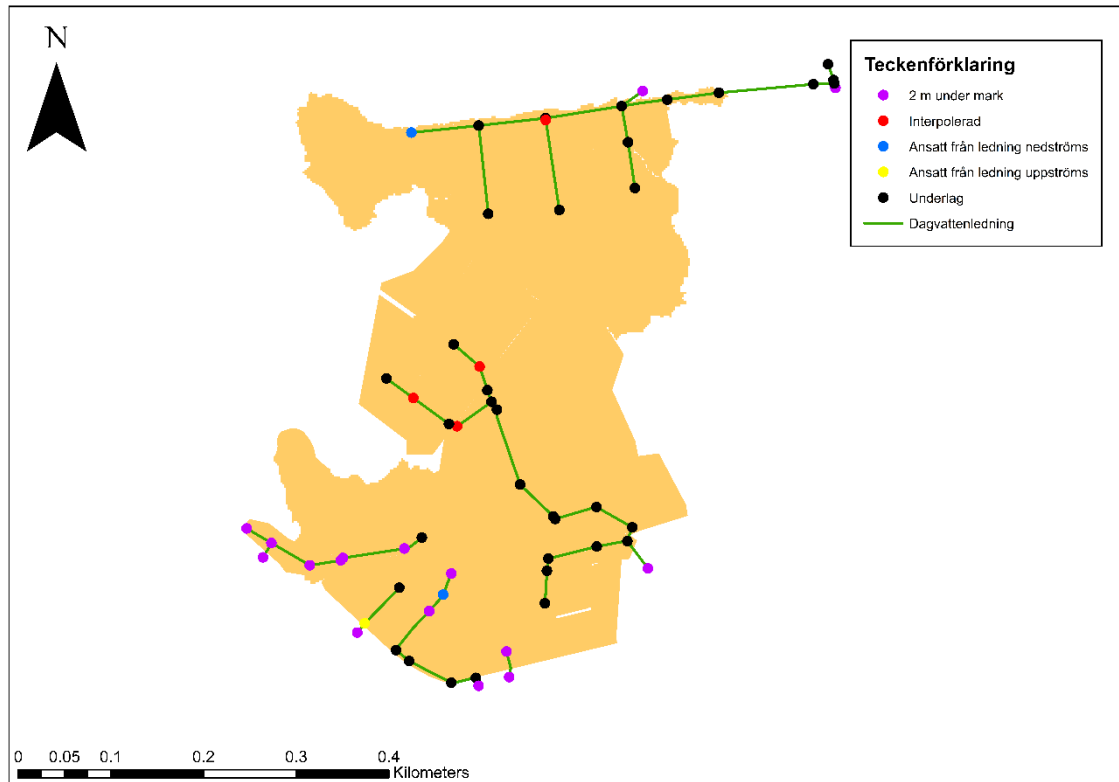 N
Teckenförklaring
2 m under mark
Interpolerad
Ansatt från ledning nedströms
Ansatt från ledning uppströms
Underlag
Dagvattenledning
0 0.05 0.1 0.2 0.3 0.4
Kilometers